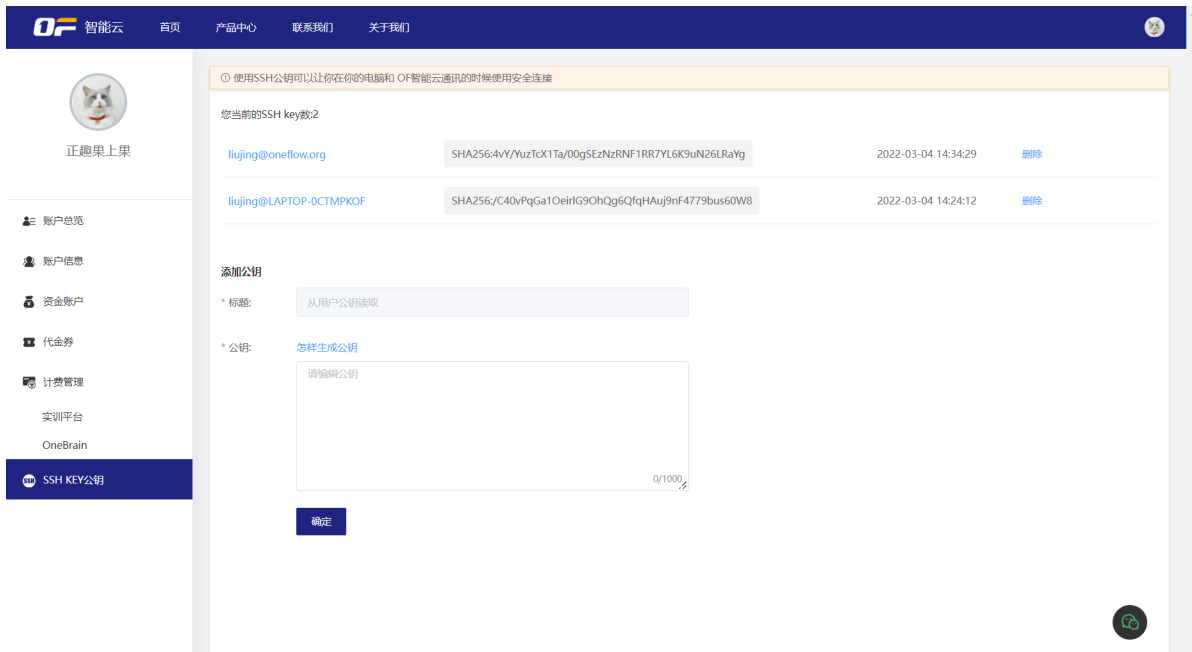 OF 智能云 首页 产品中心 联系我们 关于我们
正趣果上果
账户总览
账户信息
资金账户
代金券
计费管理
实训平台
OneBrain
SSH SSH KEY公钥
使用SSH公钥可以让你在你的电脑和 OF智能云通讯的时候使用安全连接
您当前的SSH key数:2
liujing@oneflow.org SHA256:4vY/YuzTcX1Ta/00gSEzNzRNF1RR7YL6K9uN26LRaYg 2022-03-04 14:34:29 删除
liujing@LAPTOP-0CTMPKOF SHA256:/C40vPqGa1OeirlG9OhQg6QfqHAuj9nF4779bus60W8 2022-03-04 14:24:12 删除
添加公钥
* 标题: 从用户公钥读取
* 公钥: 怎样生成公钥
请编辑公钥
0/1000
确定